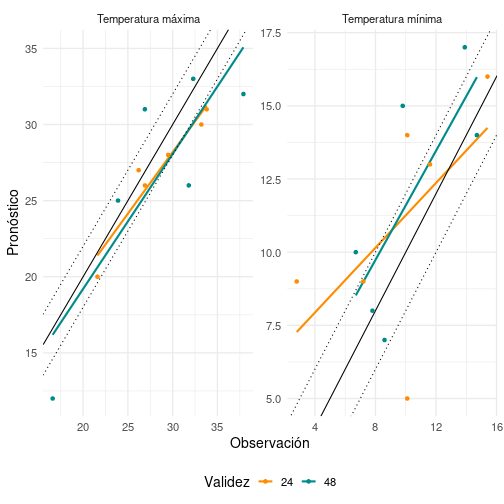 Temperatura máxima
Temperatura mínima
35
30
25
20
15
17.5
15.0
12.5
10.0
7.5
5.0
20 25 30 35
4 8 12 16
Pronóstico
Observación
Validez 24 48